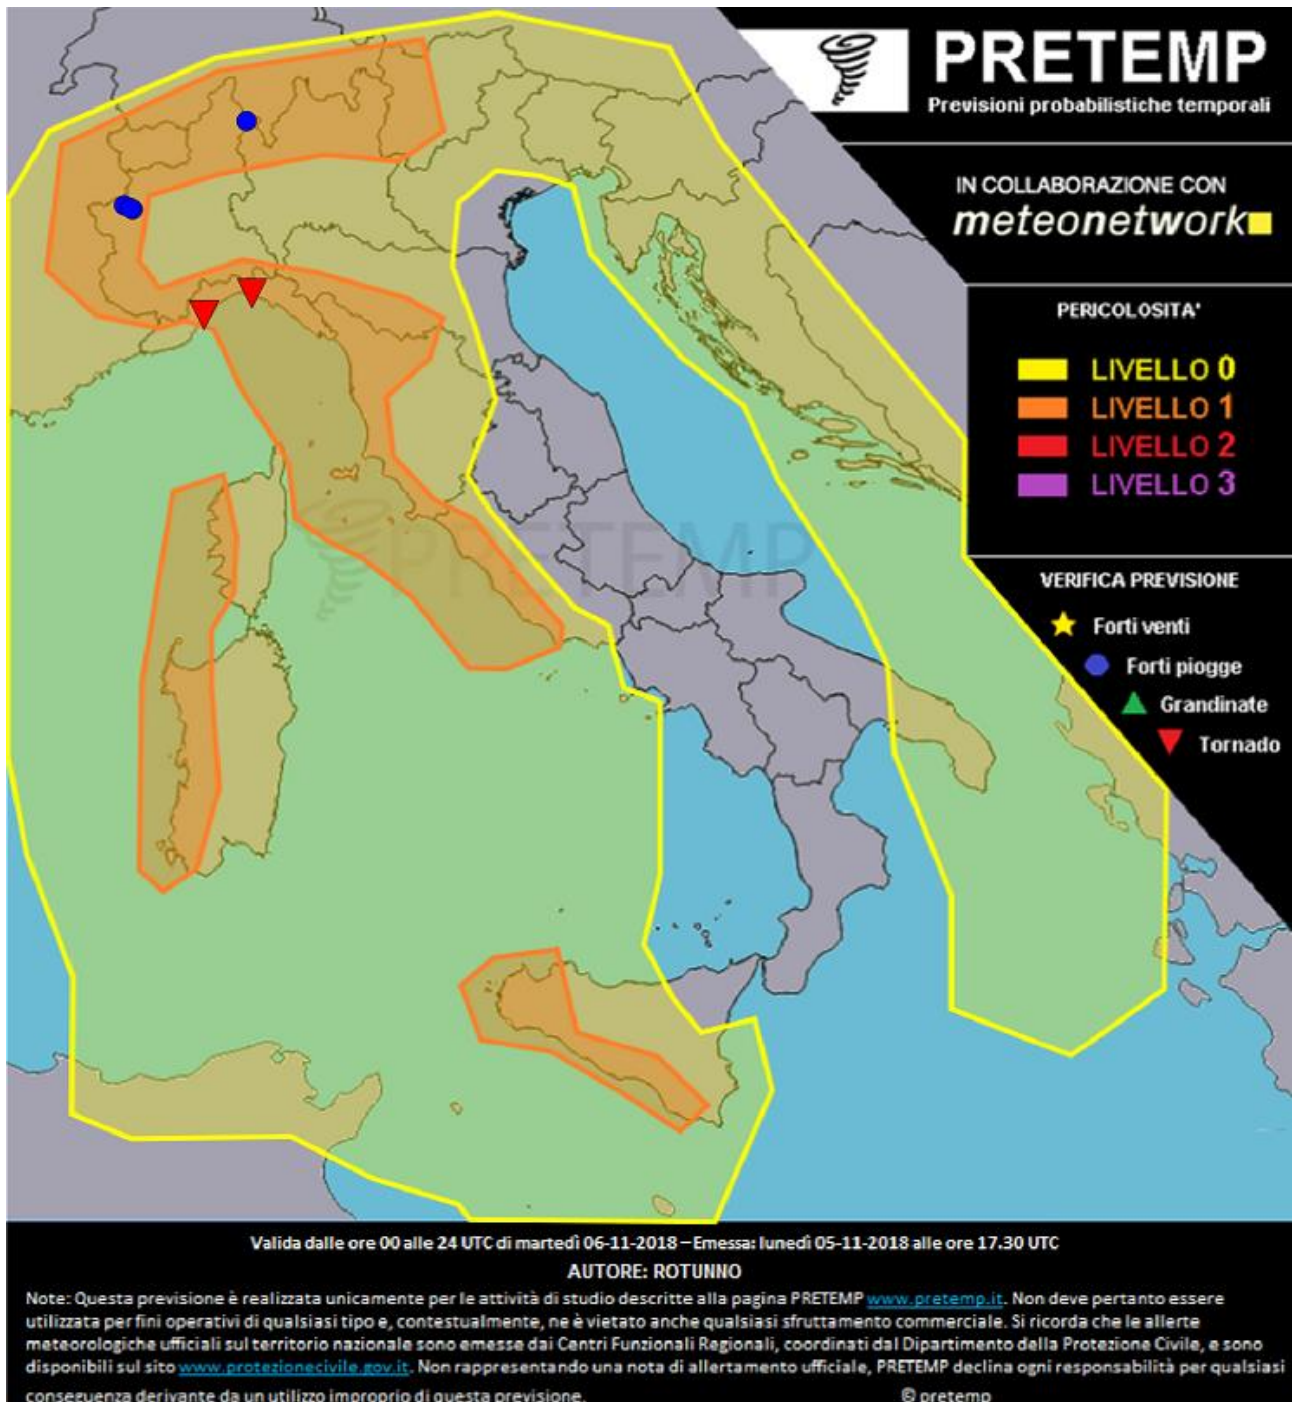 PRETEMP
Previsioni probabilistiche temporali
IN COLLABORAZIONE CON
meteonetwork
PERICOLOSITA'
LIVELLO 0
LIVELLO 1
LIVELLO 2
LIVELLO 3
PRETEMP
VERIFICA PREVISIONE
Forti venti
Forti piogge
Grandinate
Tornado
Valida dalle ore 00 alle 24 UTC di martedì 06-11-2018 – Emessa: lunedì 05-11-2018 alle ore 17.30 UTC
AUTORE: ROTUNNO
Note: Questa previsione è realizzata unicamente per le attività di studio descritte alla pagina PRETEMP www.pretemp.it. Non deve pertanto essere
utilizzata per fini operativi di qualsiasi tipo e, contestualmente, ne è vietato anche qualsiasi sfruttamento commerciale. Si ricorda che le allerte
meteorologiche ufficiali sul territorio nazionale sono emesse dai Centri Funzionali Regionali, coordinati dal Dipartimento della Protezione Civile, e sono
disponibili sul sito www.protezionecivile.gov.it. Non rappresentando una nota di allertamento ufficiale, PRETEMP declina ogni responsabilità per qualsiasi
conseguenza derivante da un utilizzo improprio di questa previsione. © pretemp